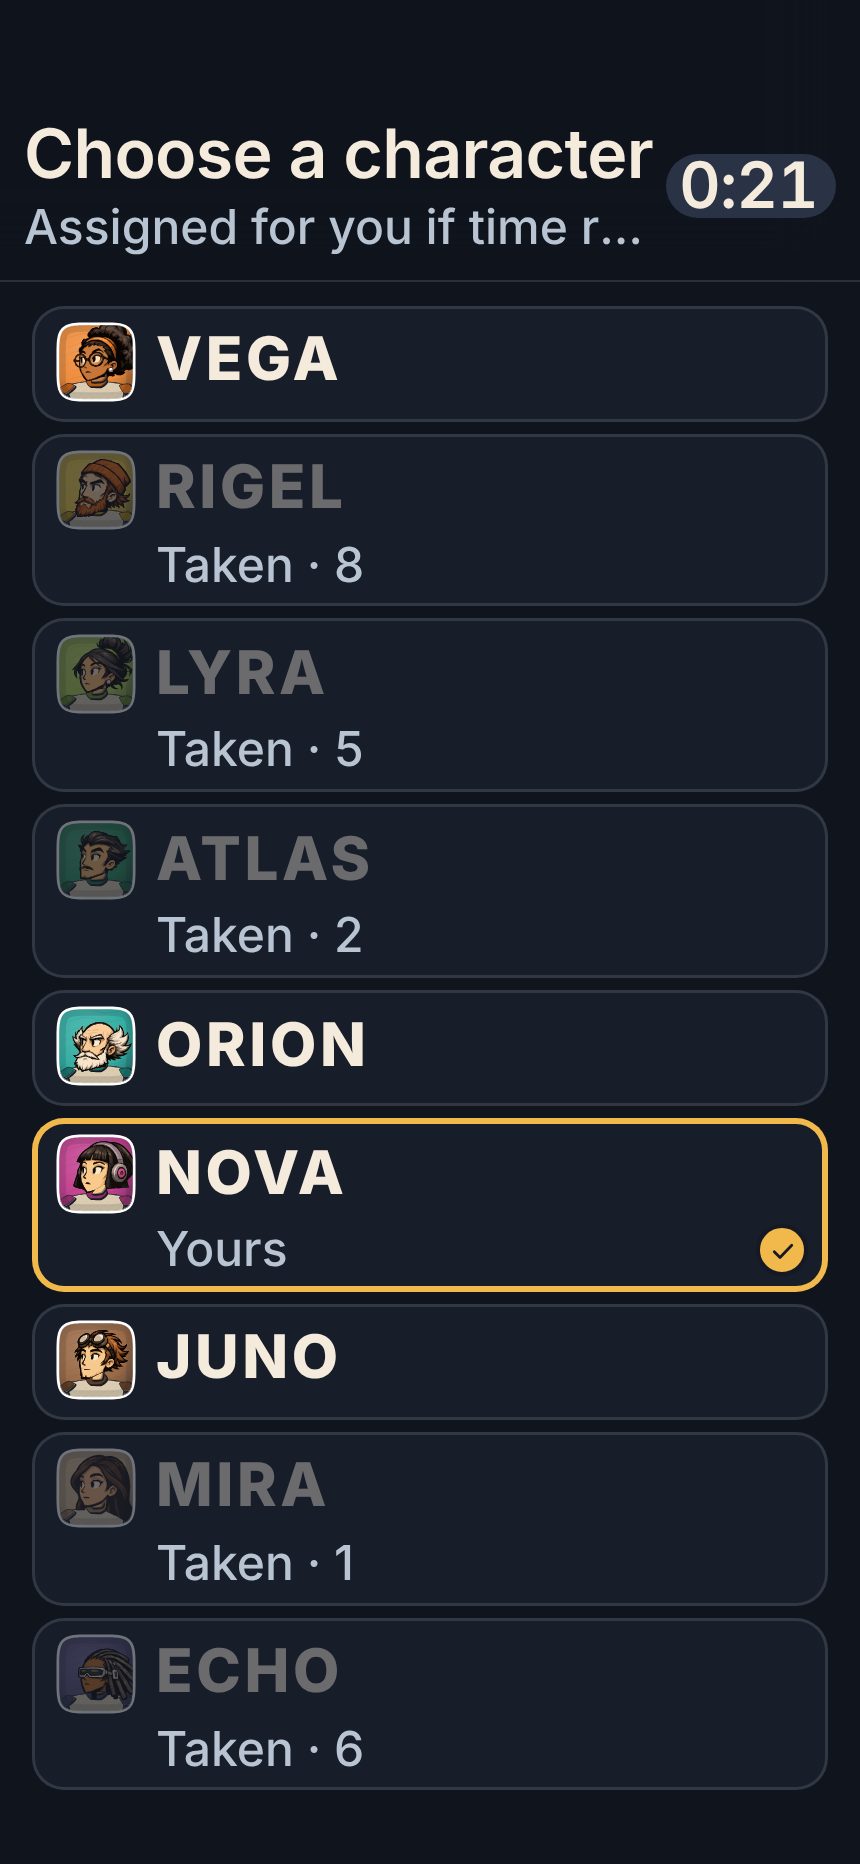 Choose a character
0:21
Assigned for you if time r...
VEGA
RIGEL
Taken · 8
LYRA
Taken · 5
ATLAS
Taken · 2
ORION
NOVA
Yours
JUNO
MIRA
Taken · 1
ECHO
Taken · 6